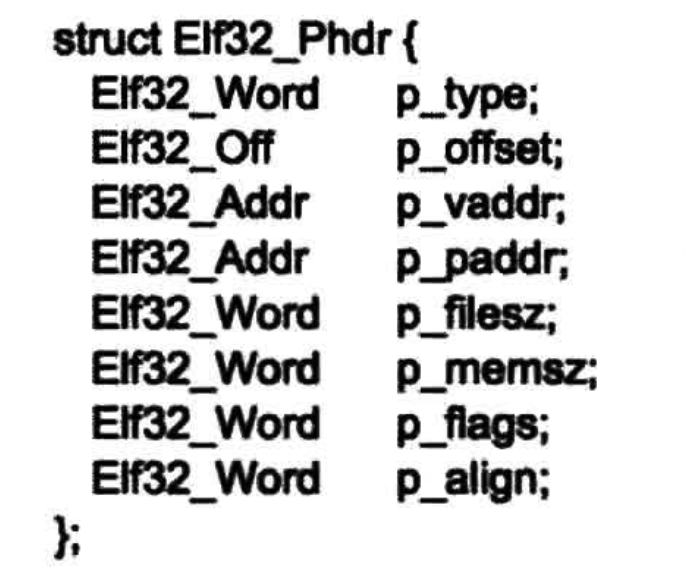 struct Elf32_Phdr {
Elf32_Word p_type;
Elf32_Off p_offset;
Elf32_Addr p_vaddr;
Elf32_Addr p_paddr;
Elf32_Word p_filesz;
Elf32_Word p_memsz;
Elf32_Word p_flags;
Elf32_Word p_align;
};